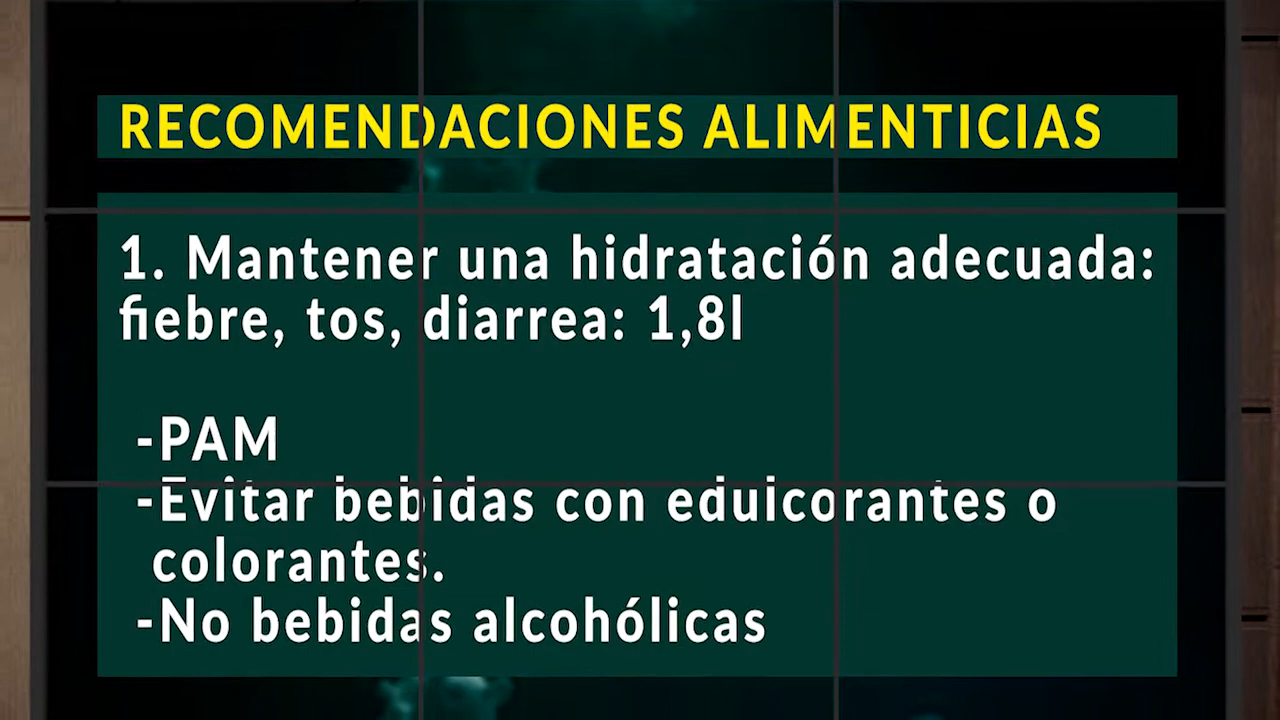 RECOMENDACIONES ALIMENTICIAS
1. Mantener una hidratación adecuada:
fiebre, tos, diarrea: 1,8l
-PAM
-Evitar bebidas con eduicorantes o
colorantes.
-No bebidas alcohólicas